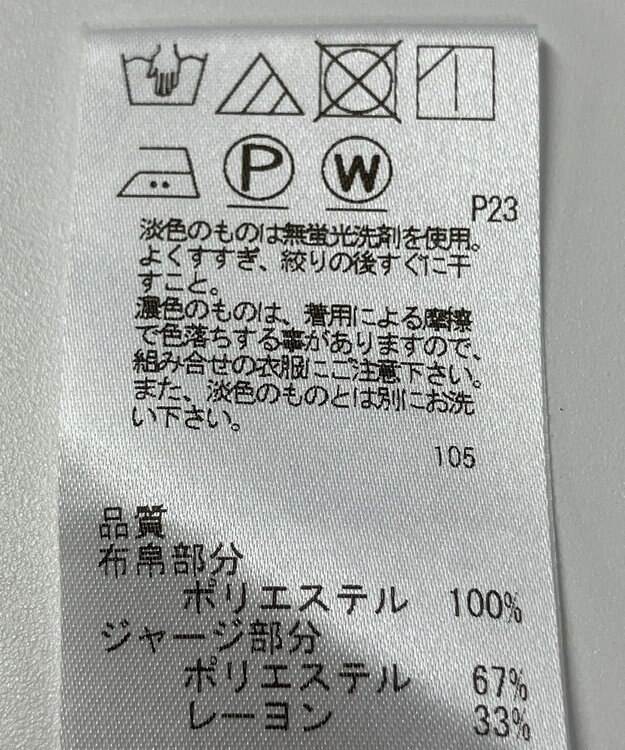 P W
P23
淡色のものは無蛍光洗剤を使用。
よくすすぎ、絞りの後すぐに干
すこと。
濃色のものは、着用による摩擦
で色落ちする事がありますので、
組み合せの衣服にご注意下さい。
また、淡色のものとは別にお洗
い下さい。
105
品質
布帛部分
ポリエステル 100%
ジャージ部分
ポリエステル 67%
レーヨン 33%